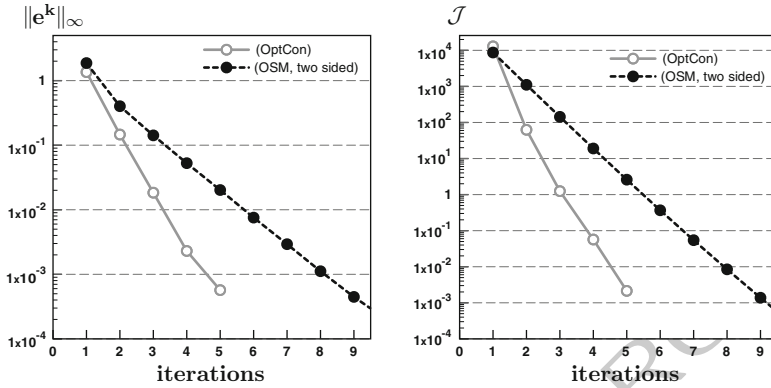 ‖e^k‖∞
(OptCon)
(OSM, two sided)
1
1x10^-1
1x10^-2
1x10^-3
1x10^-4
0 1 2 3 4 5 6 7 8 9
iterations
𝒥
(OptCon)
(OSM, two sided)
1x10^4
1x10^3
1x10^2
1x10^1
1
1x10^-1
1x10^-2
1x10^-3
1x10^-4
0 1 2 3 4 5 6 7 8 9
iterations